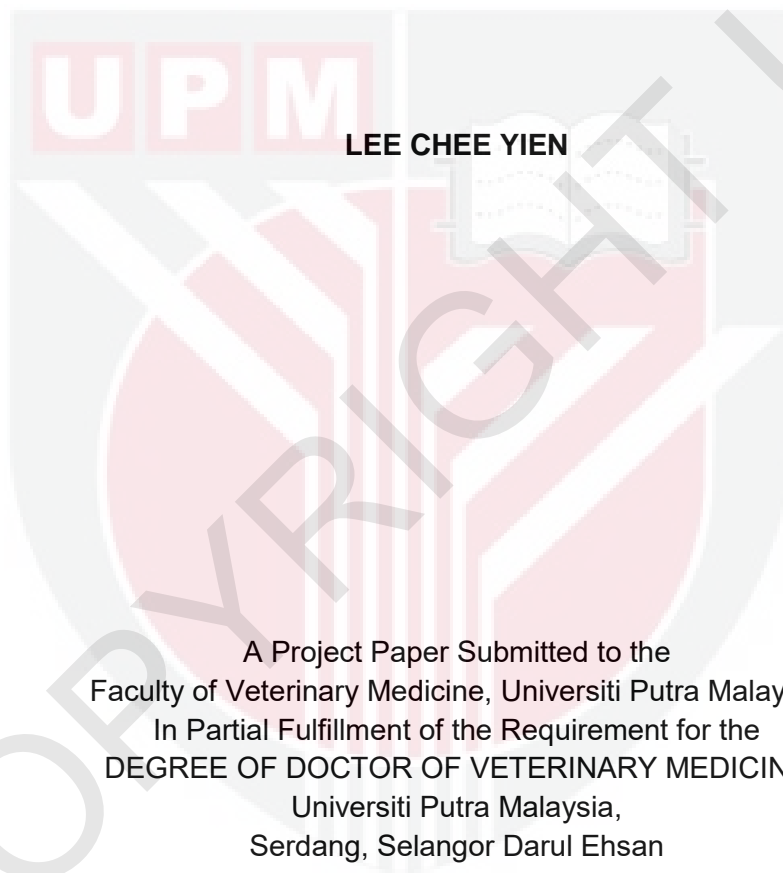 UPM
LEE CHEE YIEN
A Project Paper Submitted to the
Faculty of Veterinary Medicine, Universiti Putra Malay
In Partial Fulfillment of the Requirement for the
DEGREE OF DOCTOR OF VETERINARY MEDICIN
Universiti Putra Malaysia,
Serdang, Selangor Darul Ehsan
OPYRIGHT U